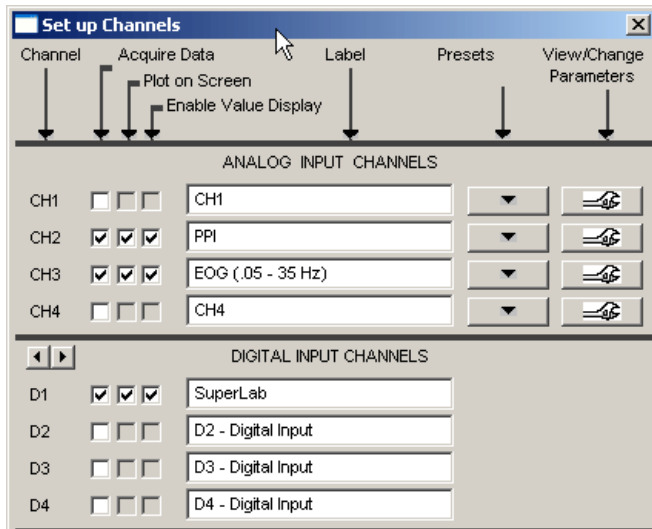 Set up Channels
Channel Acquire Data Label Presets View/Change
Plot on Screen Parameters
Enable Value Display
ANALOG INPUT CHANNELS
CH1 CH1
CH2 PPI
CH3 EOG (.05 - 35 Hz)
CH4 CH4
DIGITAL INPUT CHANNELS
D1 SuperLab
D2 D2 - Digital Input
D3 D3 - Digital Input
D4 D4 - Digital Input